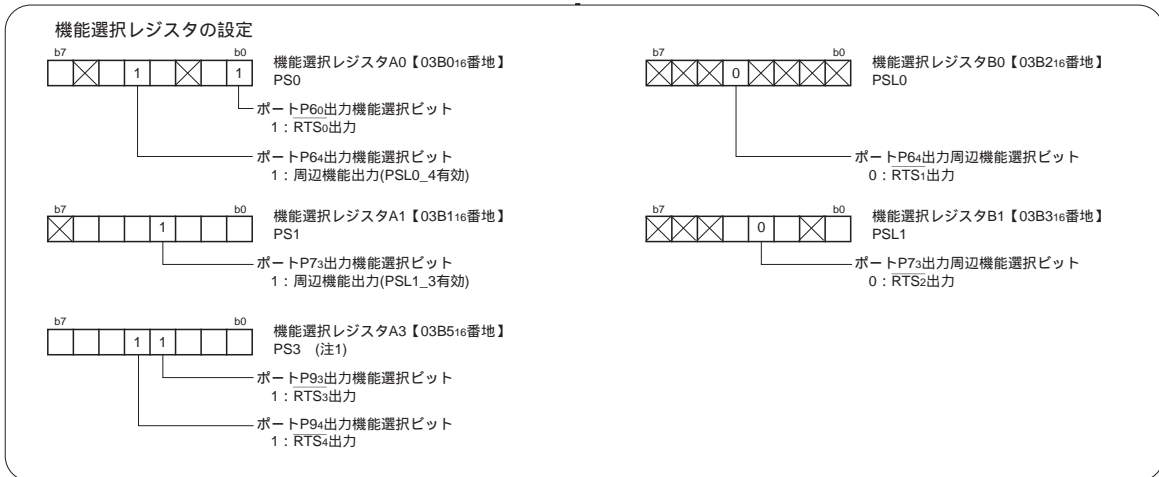 機能選択レジスタの設定
b7 b0
1 1
機能選択レジスタA0【03B016番地】
PS0
ポートP60出力機能選択ビット
1：RTS0出力
ポートP64出力機能選択ビット
1：周辺機能出力(PSL0_4有効)
b7 b0
0
機能選択レジスタB0【03B216番地】
PSL0
ポートP64出力周辺機能選択ビット
0：RTS1出力
b7 b0
1
機能選択レジスタA1【03B116番地】
PS1
ポートP73出力機能選択ビット
1：周辺機能出力(PSL1_3有効)
b7 b0
0
機能選択レジスタB1【03B316番地】
PSL1
ポートP73出力周辺機能選択ビット
0：RTS2出力
b7 b0
1 1
機能選択レジスタA3【03B516番地】
PS3 (注1)
ポートP93出力機能選択ビット
1：RTS3出力
ポートP94出力機能選択ビット
1：RTS4出力